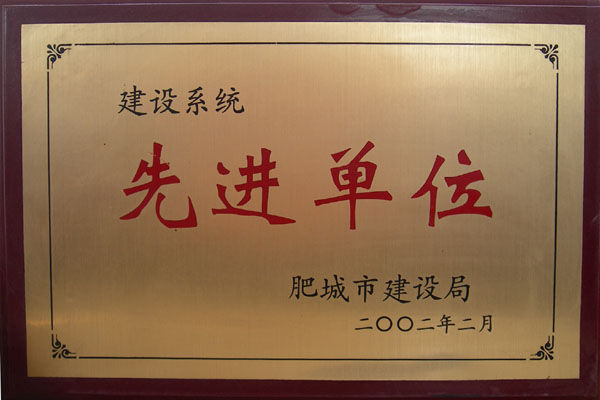 建设系统
先进单位
肥城市建设局
二〇〇二年二月